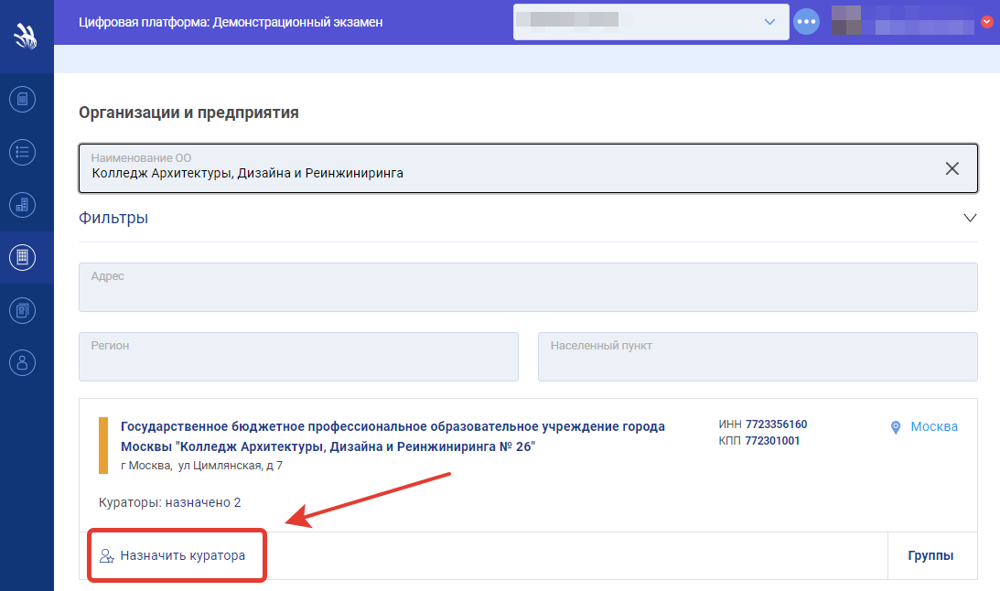 Цифровая платформа: Демонстрационный экзамен
Организации и предприятия
Наименование ОО
Колледж Архитектуры, Дизайна и Реинжиниринга
Фильтры
Адрес
Регион
Населенный пункт
Государственное бюджетное профессиональное образовательное учреждение города
Москвы "Колледж Архитектуры, Дизайна и Реинжиниринга № 26"
г Москва, ул Цимлянская, д 7
ИНН 7723356160
КПП 772301001
Москва
Кураторы: назначено 2
Назначить куратора
Группы